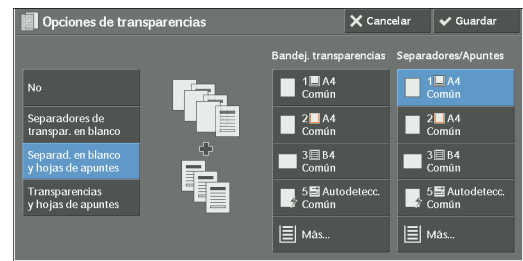 Opciones de transparencias
Cancelar
Guardar
Bandej. transparencias
Separadores/Apuntes
No
Separadores de
transpar. en blanco
Separad. en blanco
y hojas de apuntes
Transparencias
y hojas de apuntes
1 A4
Común
2 A4
Común
3 B4
Común
5 Autodetecc.
Común
Más...
1 A4
Común
2 A4
Común
3 B4
Común
5 Autodetecc.
Común
Más...